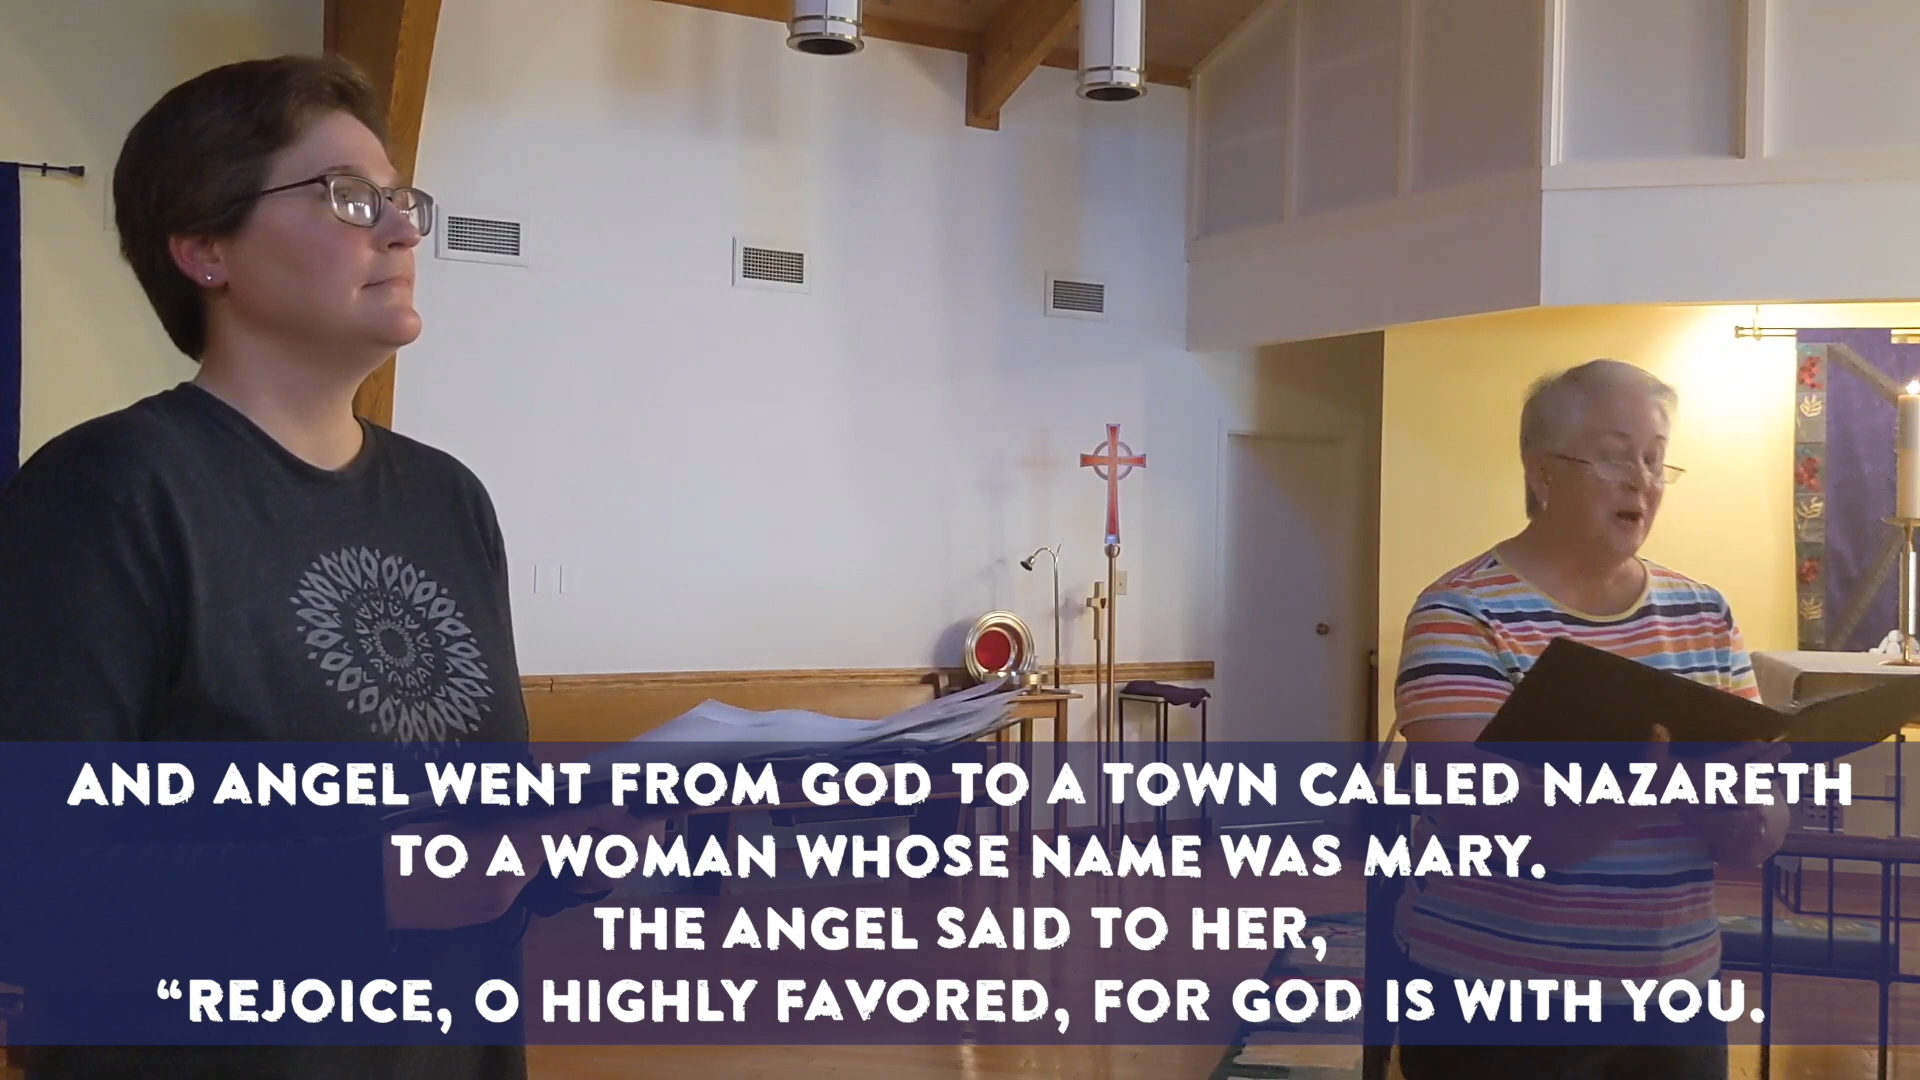 AND ANGEL WENT FROM GOD TO A TOWN CALLED NAZARETH
TO A WOMAN WHOSE NAME WAS MARY.
THE ANGEL SAID TO HER,
“REJOICE, O HIGHLY FAVORED, FOR GOD IS WITH YOU.